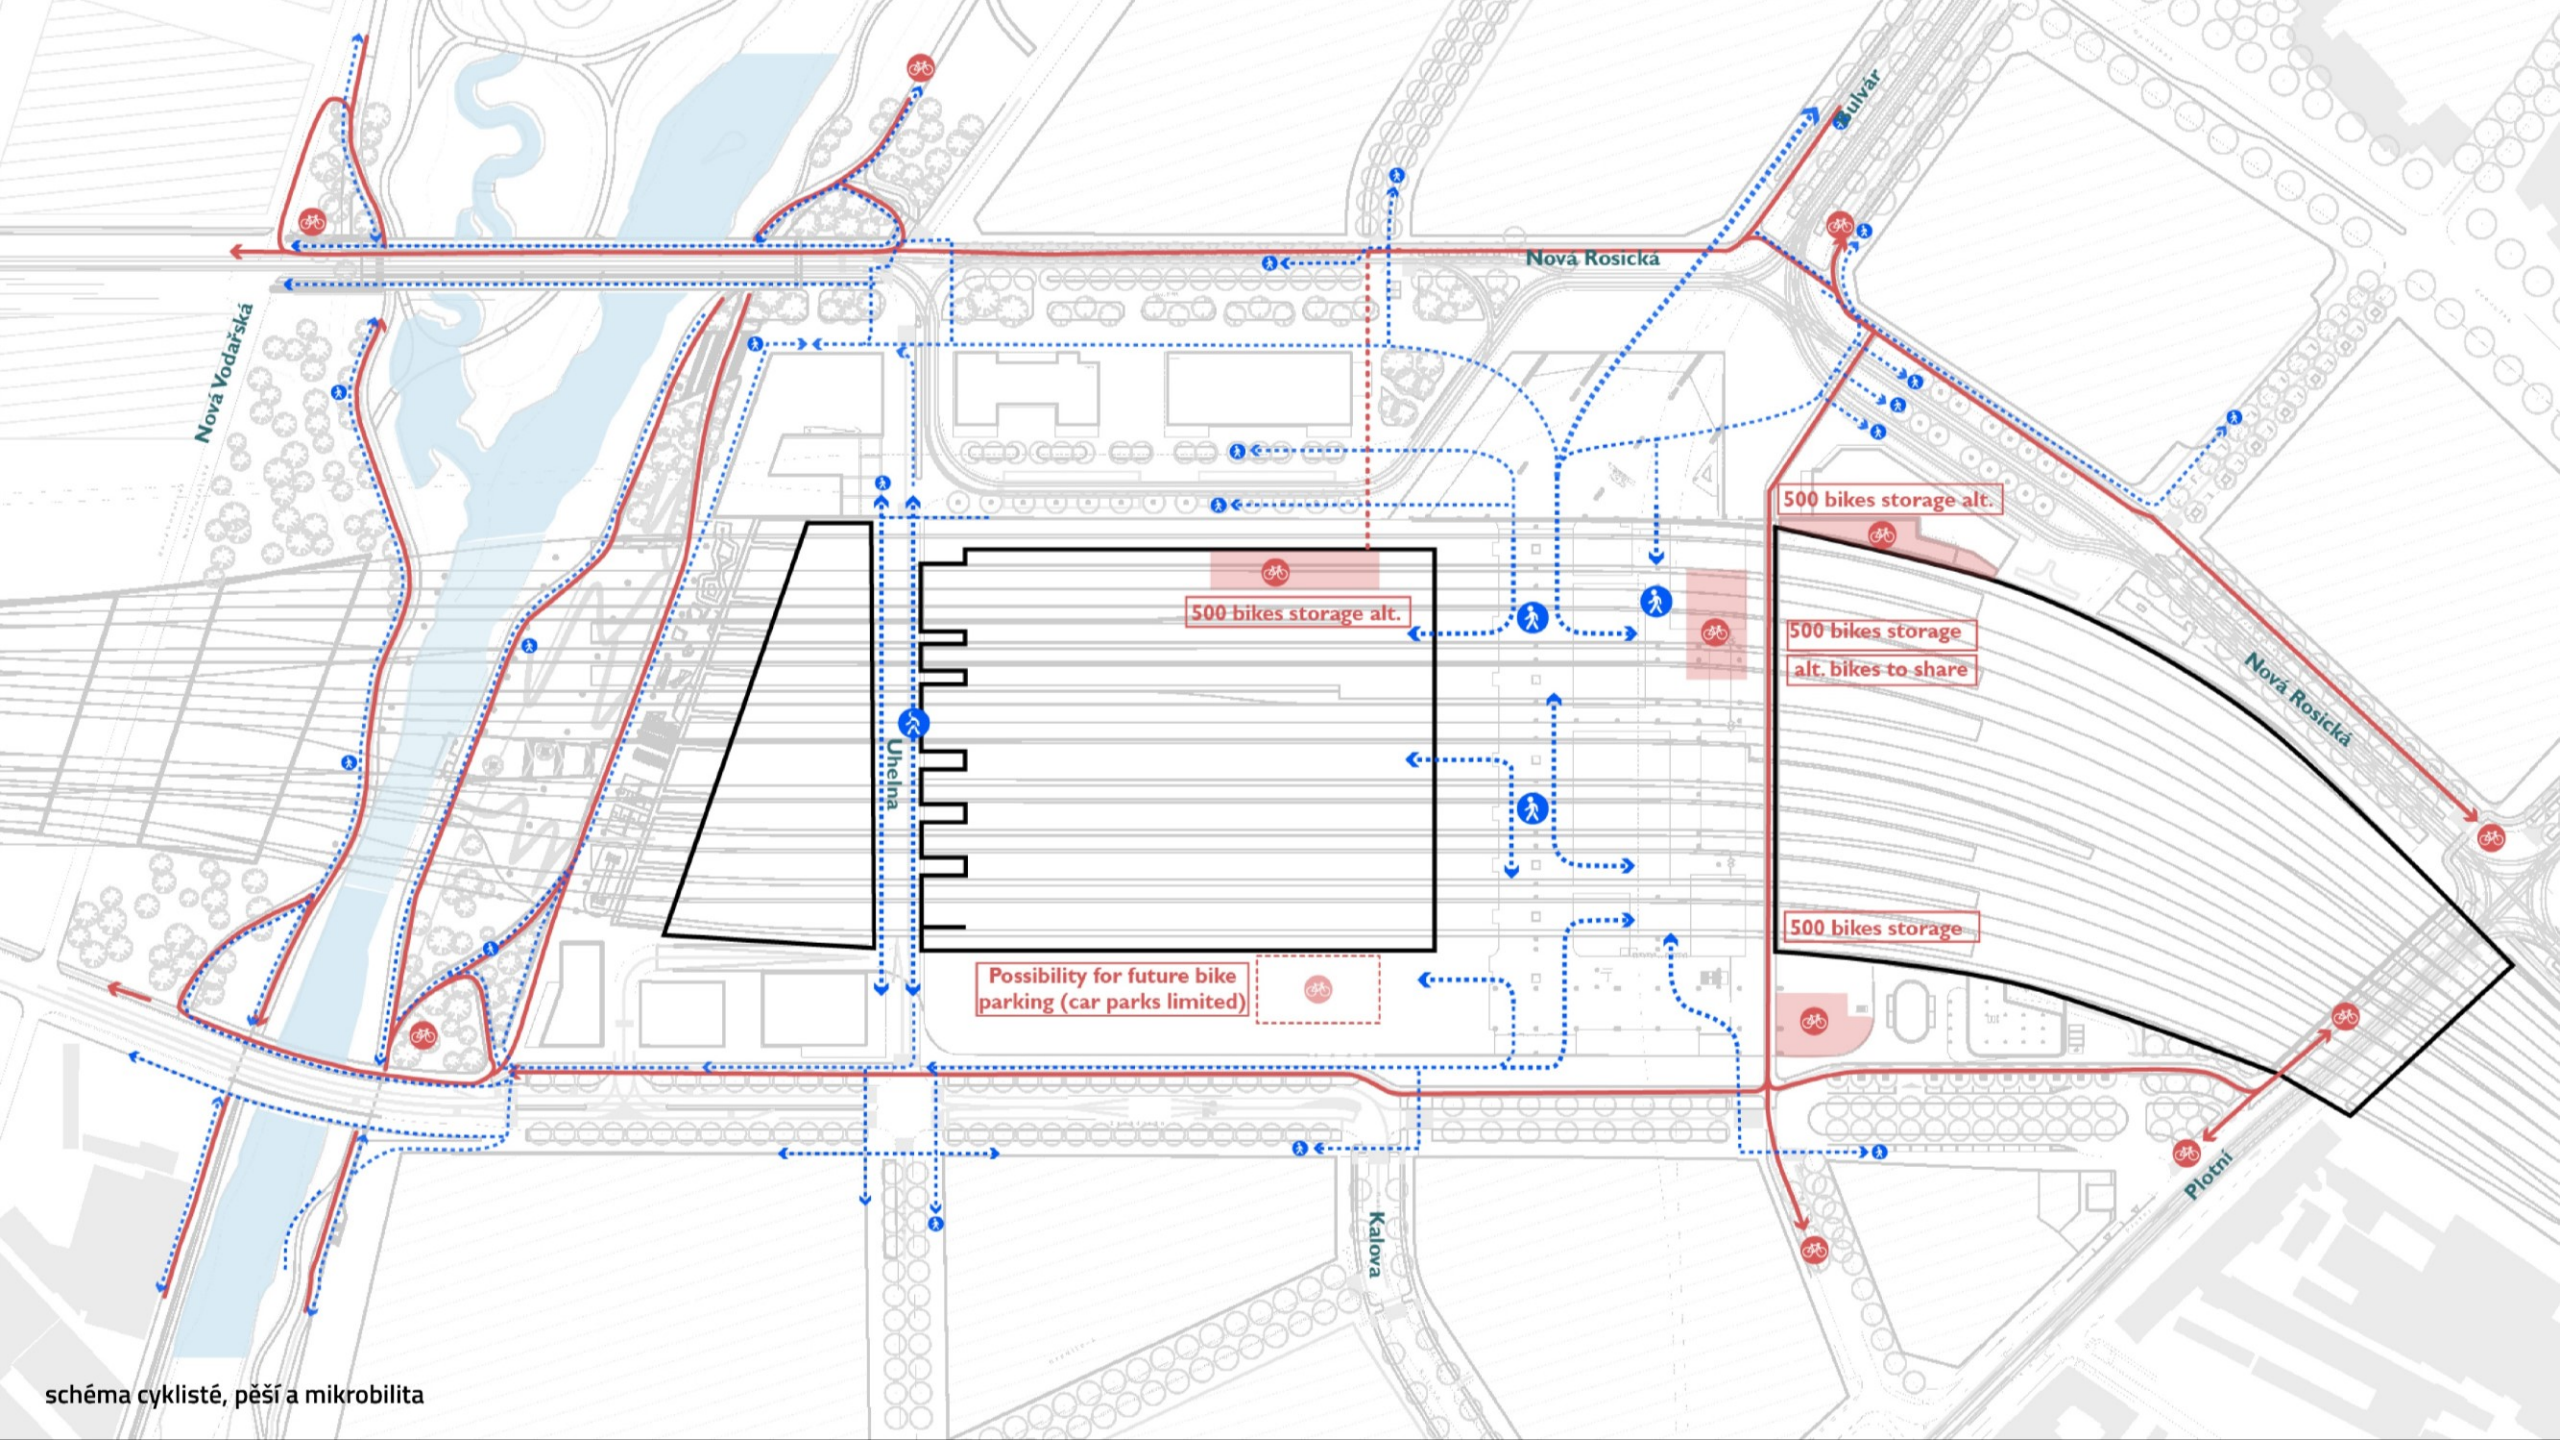 Bulvár
Nová Rosická
Nová Vodařská
500 bikes storage alt.
500 bikes storage alt.
500 bikes storage
alt. bikes to share
Nová Rosická
Uhelna
500 bikes storage
Possibility for future bike
parking (car parks limited)
Plotní
Kalova
schéma cyklisté, pěší a mikrobilita